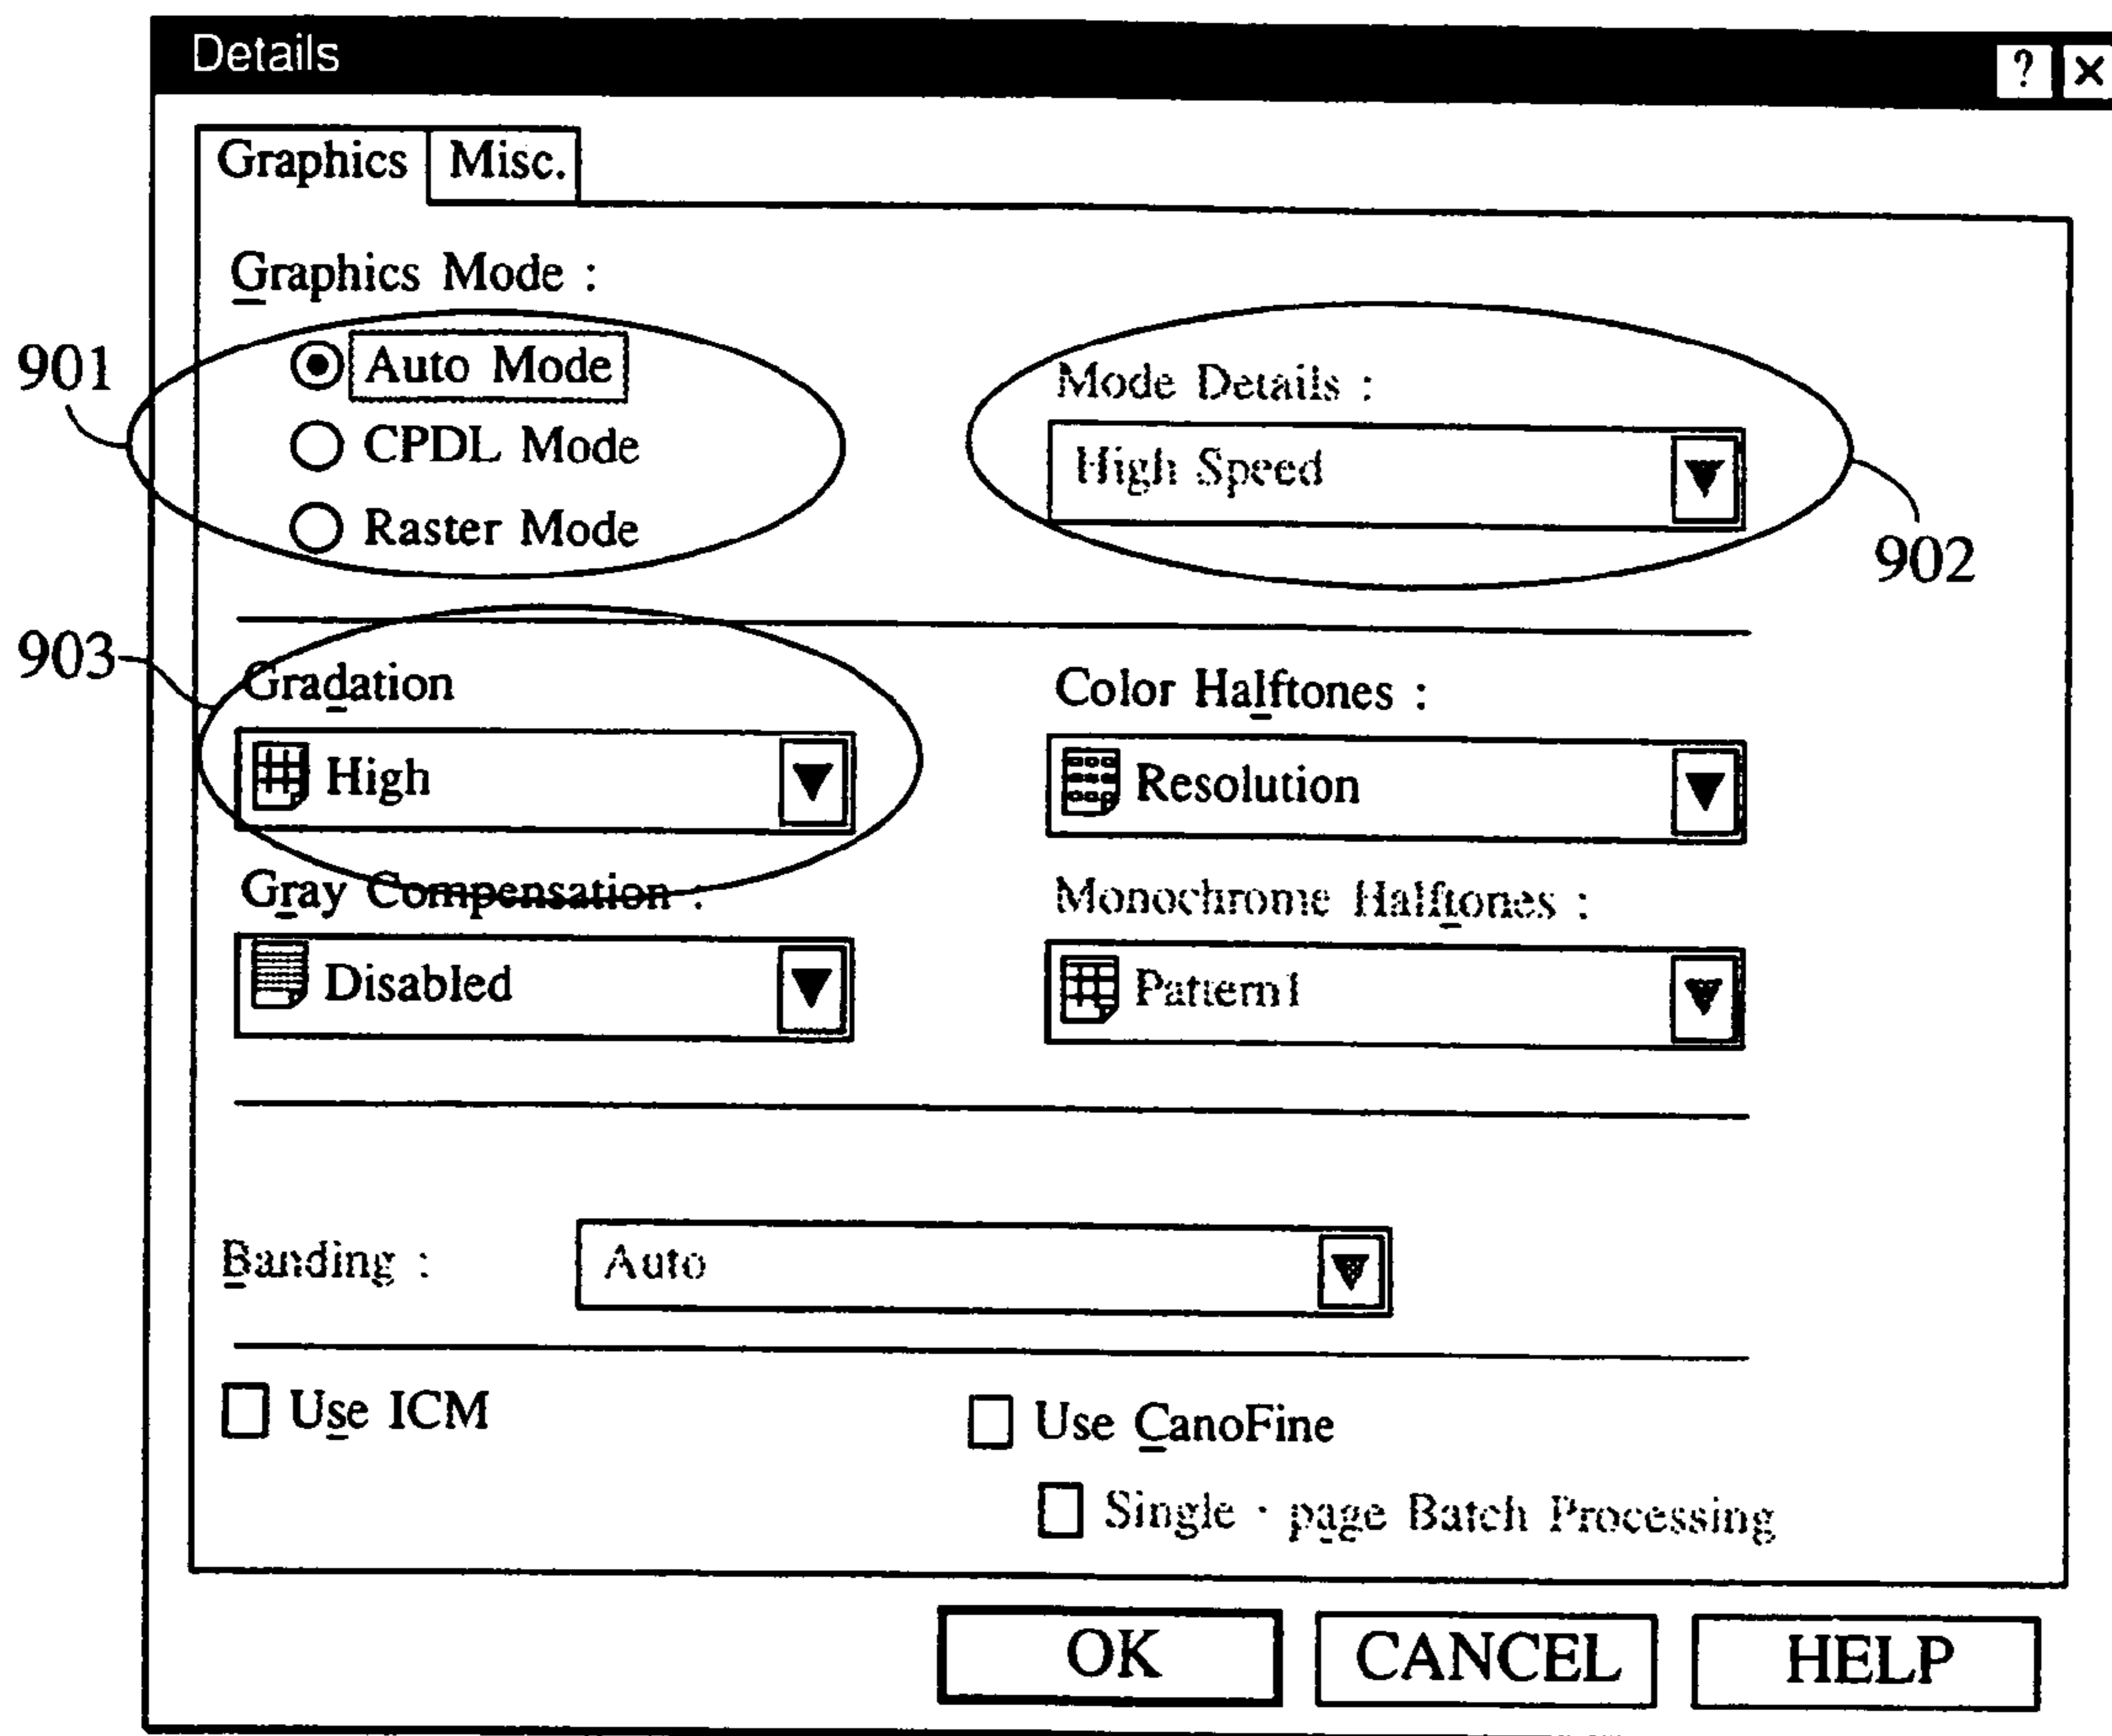 Details ? ×
Graphics Misc.
Graphics Mode :
901
Auto Mode
CPDL Mode
Raster Mode
Mode Details :
High Speed
902
903
Gradation
High
Color Halftones :
Resolution
Gray Compensation :
Disabled
Monochrome Halftones :
Pattern1
Banding : Auto
Use ICM
Use CanoFine
Single · page Batch Processing
OK CANCEL HELP